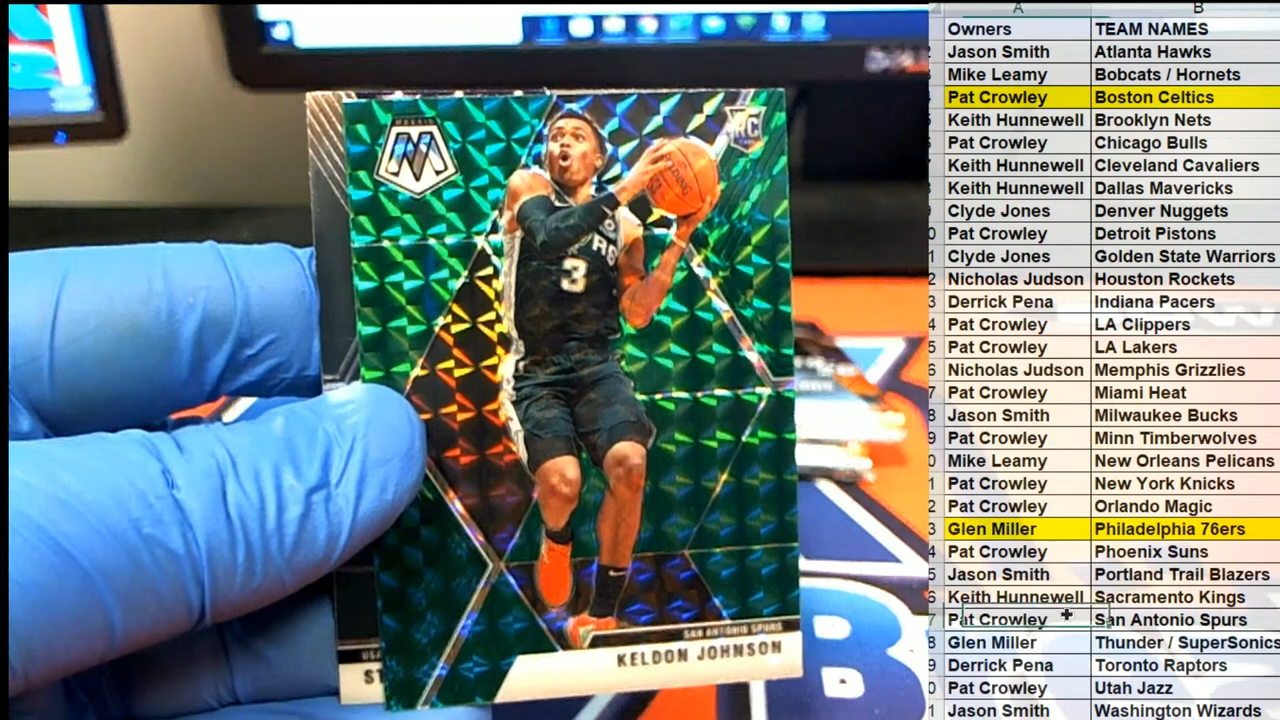 MOSAIC
M
RC
SPALDING
3
SAN ANTONIO SPURS
KELDON JOHNSON
ST
B
A B
Owners TEAM NAMES
Jason Smith Atlanta Hawks
Mike Leamy Bobcats / Hornets
Pat Crowley Boston Celtics
Keith Hunnewell Brooklyn Nets
Pat Crowley Chicago Bulls
Keith Hunnewell Cleveland Cavaliers
Keith Hunnewell Dallas Mavericks
Clyde Jones Denver Nuggets
Pat Crowley Detroit Pistons
Clyde Jones Golden State Warriors
Nicholas Judson Houston Rockets
Derrick Pena Indiana Pacers
Pat Crowley LA Clippers
Pat Crowley LA Lakers
Nicholas Judson Memphis Grizzlies
Pat Crowley Miami Heat
Jason Smith Milwaukee Bucks
Pat Crowley Minn Timberwolves
Mike Leamy New Orleans Pelicans
Pat Crowley New York Knicks
Pat Crowley Orlando Magic
Glen Miller Philadelphia 76ers
Pat Crowley Phoenix Suns
Jason Smith Portland Trail Blazers
Keith Hunnewell Sacramento Kings
Pat Crowley San Antonio Spurs
Glen Miller Thunder / SuperSonics
Derrick Pena Toronto Raptors
Pat Crowley Utah Jazz
Jason Smith Washington Wizards